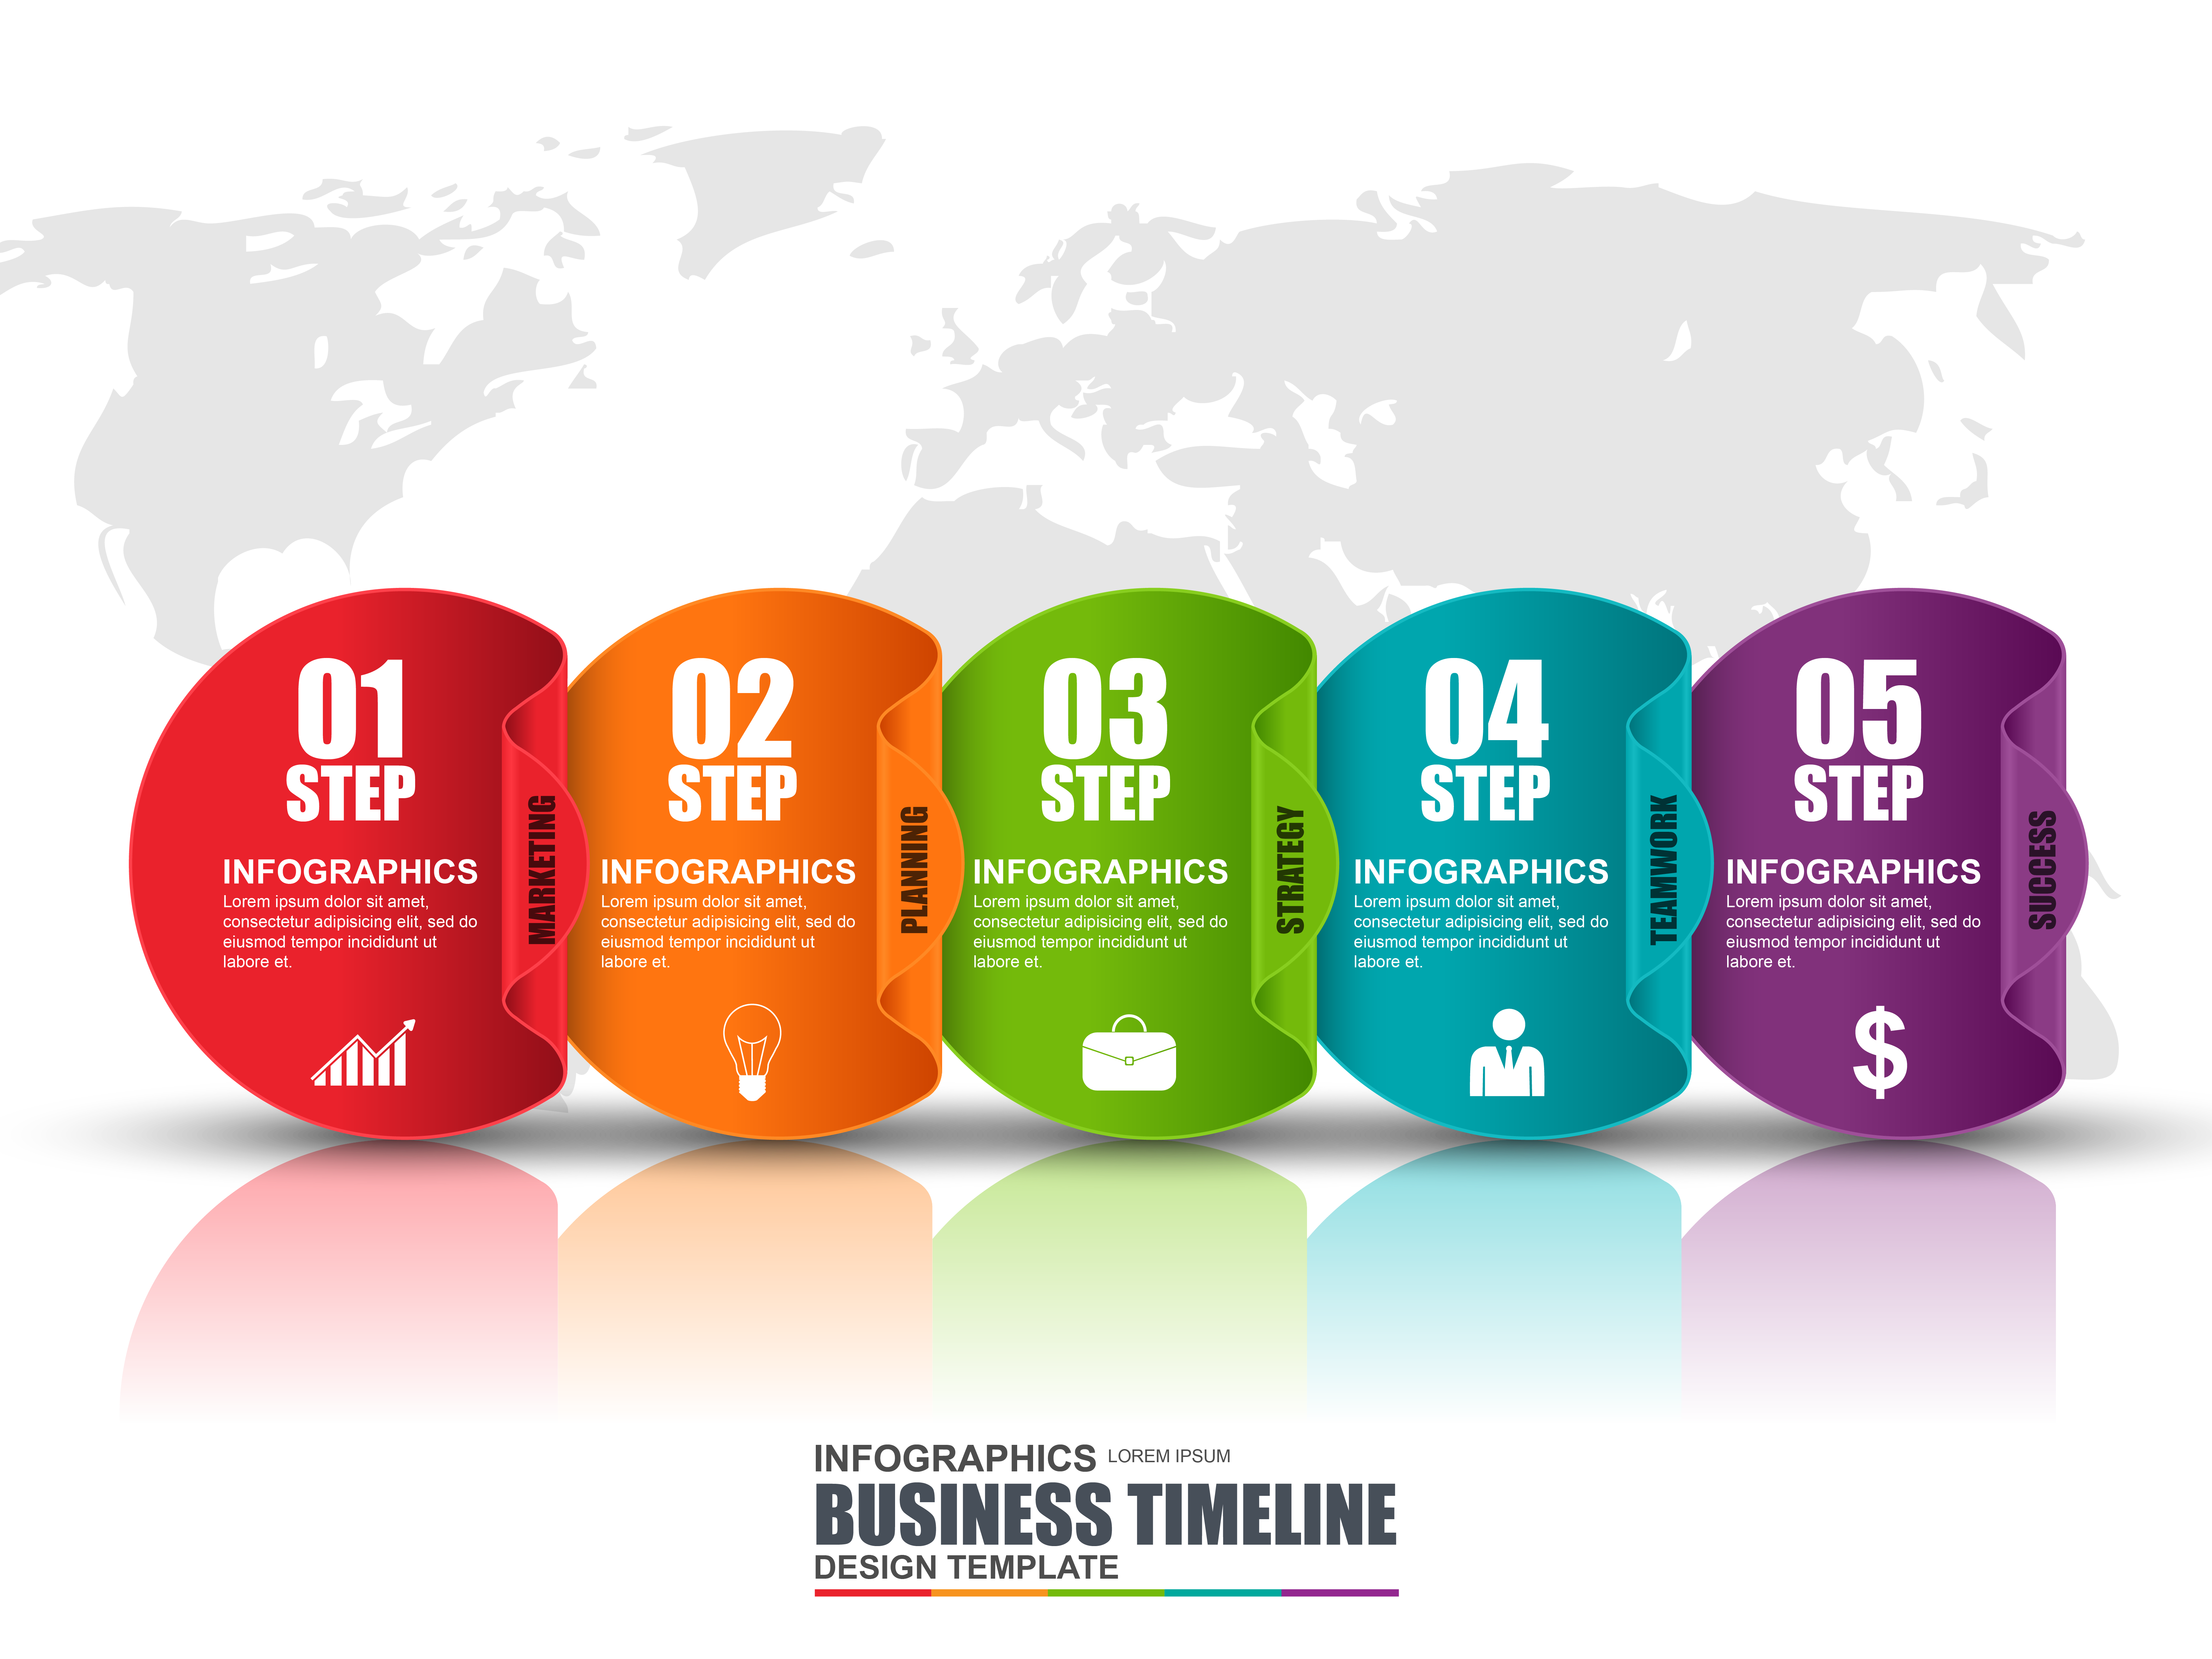 01
STEP
INFOGRAPHICS
Lorem ipsum dolor sit amet,
consectetur adipisicing elit, sed do
eiusmod tempor incididunt ut
labore et.
MARKETING
02
STEP
INFOGRAPHICS
Lorem ipsum dolor sit amet,
consectetur adipisicing elit, sed do
eiusmod tempor incididunt ut
labore et.
PLANNING
03
STEP
INFOGRAPHICS
Lorem ipsum dolor sit amet,
consectetur adipisicing elit, sed do
eiusmod tempor incididunt ut
labore et.
STRATEGY
04
STEP
INFOGRAPHICS
Lorem ipsum dolor sit amet,
consectetur adipisicing elit, sed do
eiusmod tempor incididunt ut
labore et.
TEAMWORK
05
STEP
INFOGRAPHICS
Lorem ipsum dolor sit amet,
consectetur adipisicing elit, sed do
eiusmod tempor incididunt ut
labore et.
$
SUCCESS
INFOGRAPHICS LOREM IPSUM
BUSINESS TIMELINE
DESIGN TEMPLATE